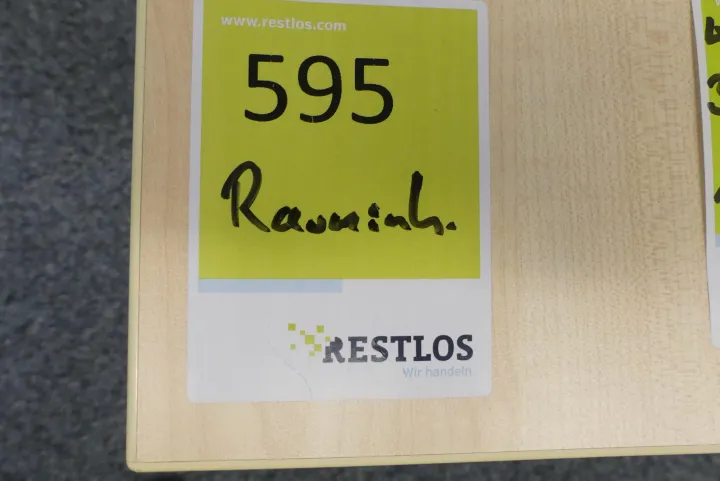 www.restlos.com
595
Rauminh.
RESTLOS
Wir handeln.